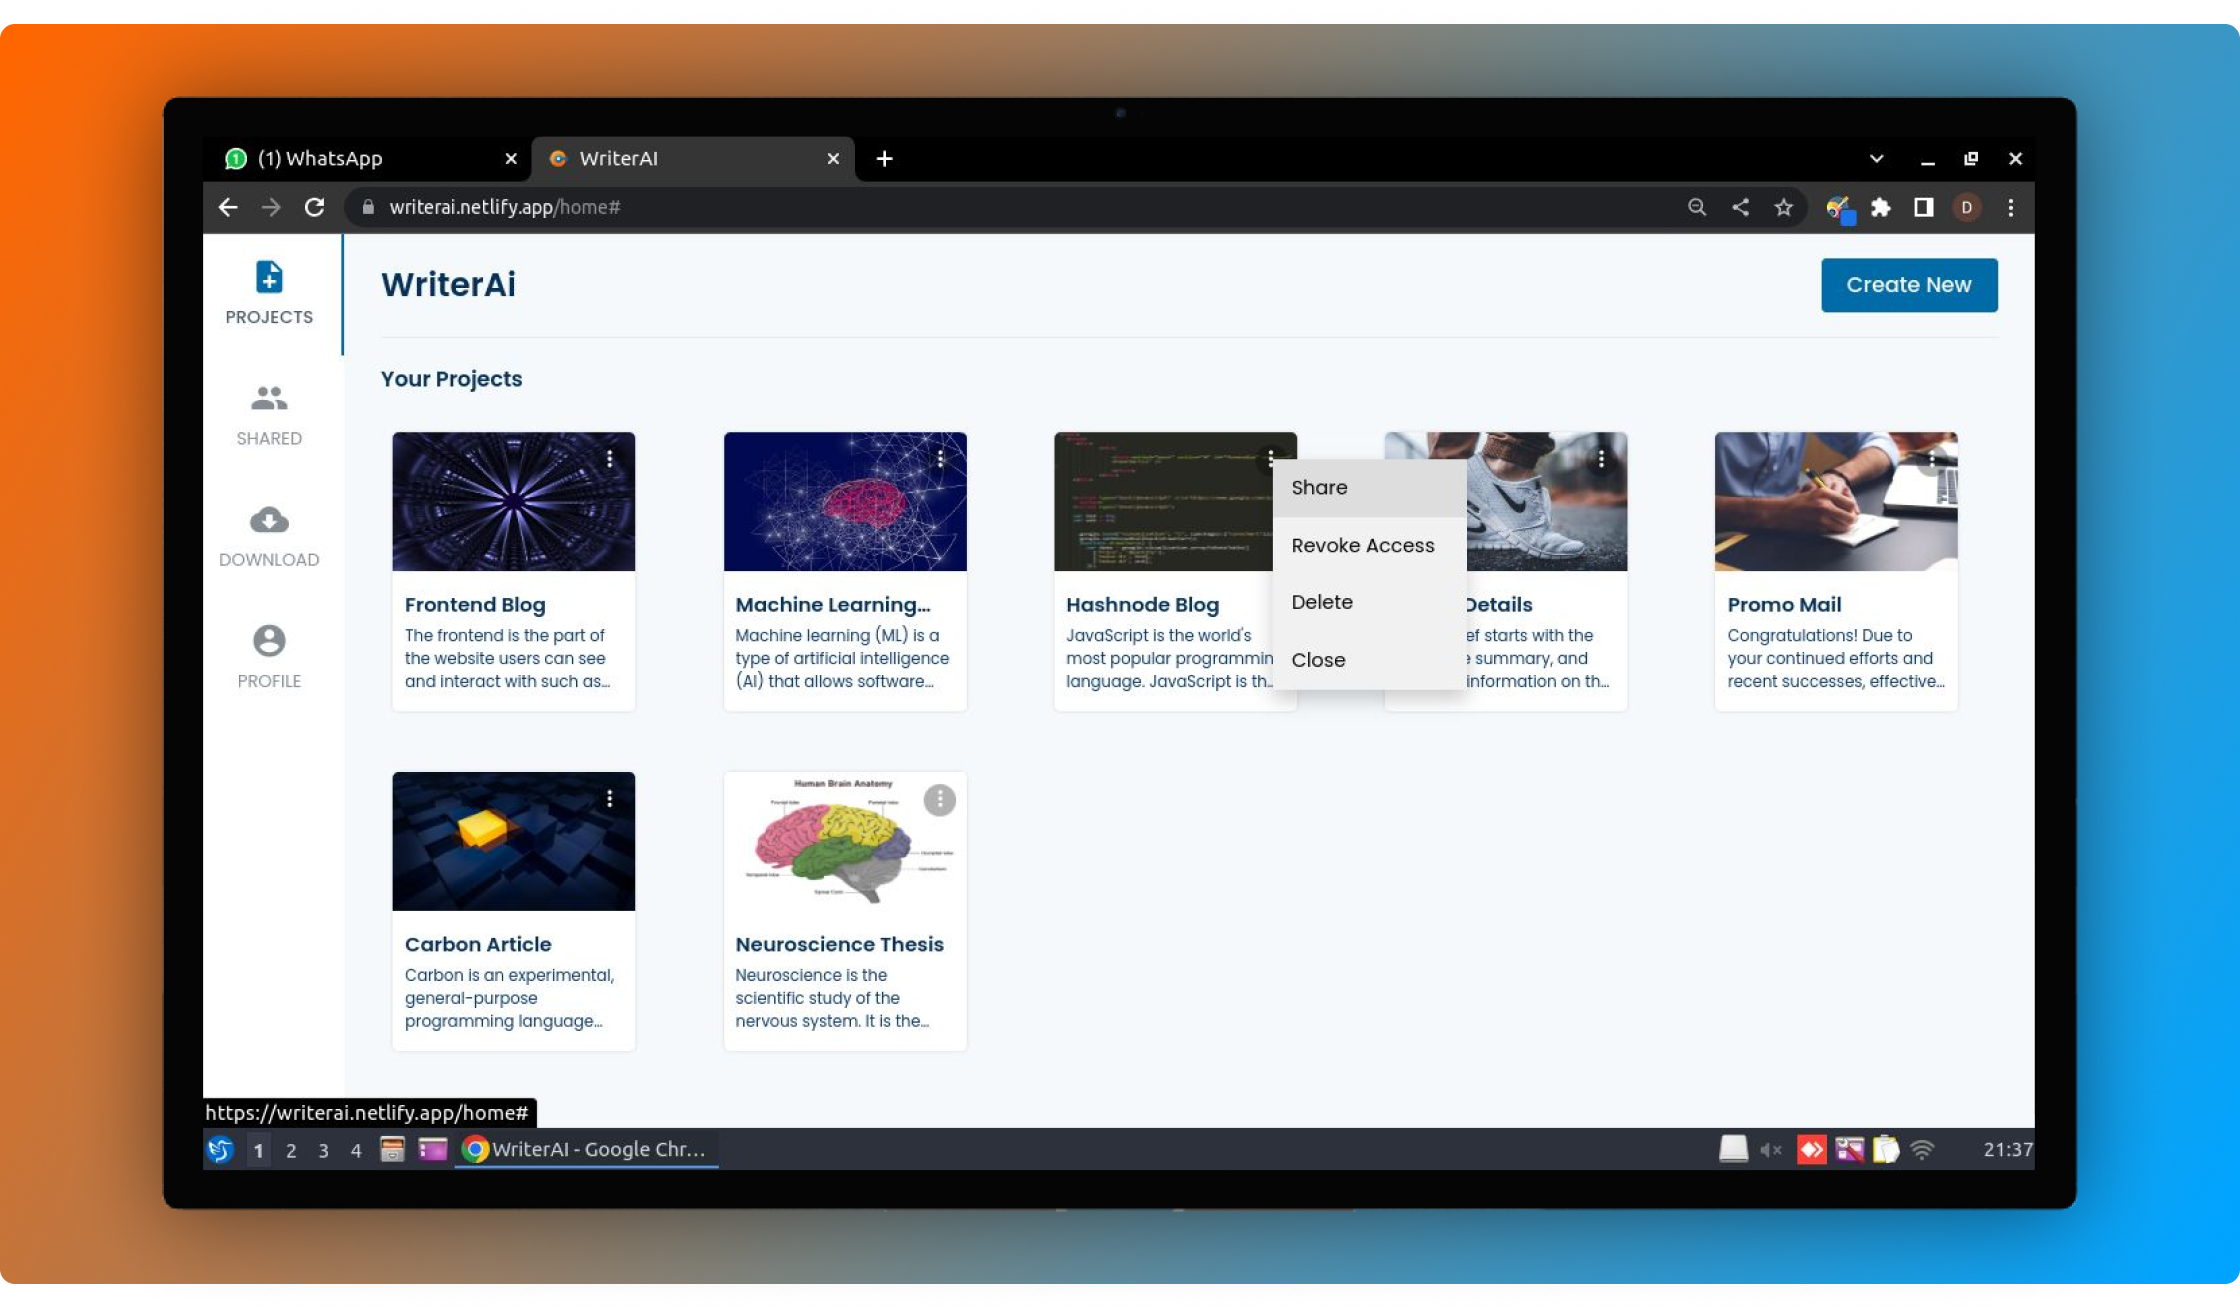 (1) WhatsApp
WriterAI
writerai.netlify.app/home#
D
PROJECTS
SHARED
DOWNLOAD
PROFILE
WriterAi
Create New
Your Projects
Frontend Blog
The frontend is the part of
the website users can see
and interact with such as...
Machine Learning...
Machine learning (ML) is a
type of artificial intelligence
(AI) that allows software...
Hashnode Blog
JavaScript is the world's
most popular programmin
language. JavaScript is th...
Share
Revoke Access
Delete
Close
Details
ef starts with the
summary, and
information on th...
Promo Mail
Congratulations! Due to
your continued efforts and
recent successes, effective...
Carbon Article
Carbon is an experimental,
general-purpose
programming language...
Human Brain Anatomy
Neuroscience Thesis
Neuroscience is the
scientific study of the
nervous system. It is the...
https://writerai.netlify.app/home#
1 2 3 4
WriterAI - Google Chr...
21:37